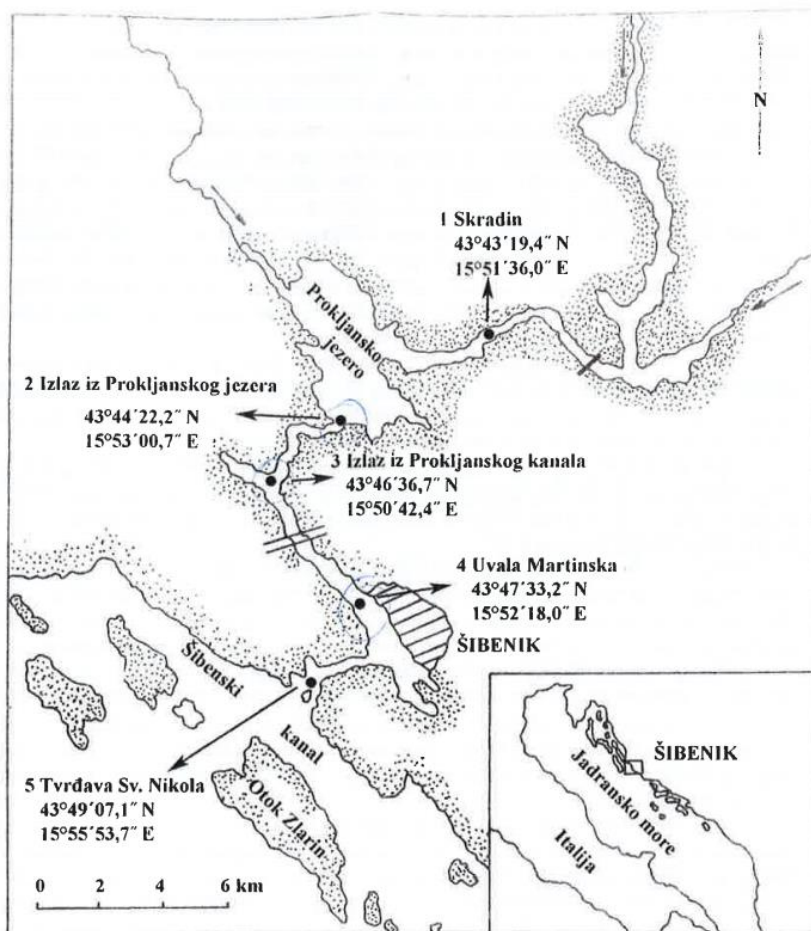 N
1 Skradin
43°43´19,4˝ N
15°51´36,0˝ E
Prokljansko
jezero
2 Izlaz iz Prokljanskog jezera
43°44´22,2˝ N
15°53´00,7˝ E
3 Izlaz iz Prokljanskog kanala
43°46´36,7˝ N
15°50´42,4˝ E
4 Uvala Martinska
43°47´33,2˝ N
15°52´18,0˝ E
ŠIBENIK
Šibenski
kanal
5 Tvrđava Sv. Nikola
43°49´07,1˝ N
15°55´53,7˝ E
Otok Zlarin
0 2 4 6 km
ŠIBENIK
Jadransko more
Italija